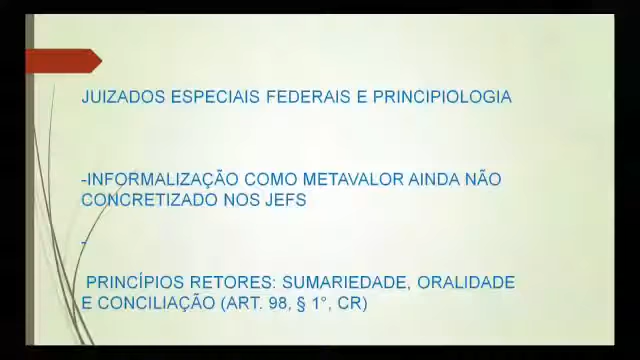 JUIZADOS ESPECIAIS FEDERAIS E PRINCIPIOLOGIA
-INFORMALIZAÇÃO COMO METAVALOR AINDA NÃO
CONCRETIZADO NOS JEFS
-
PRINCÍPIOS RETORES: SUMARIEDADE, ORALIDADE
E CONCILIAÇÃO (ART. 98, § 1°, CR)